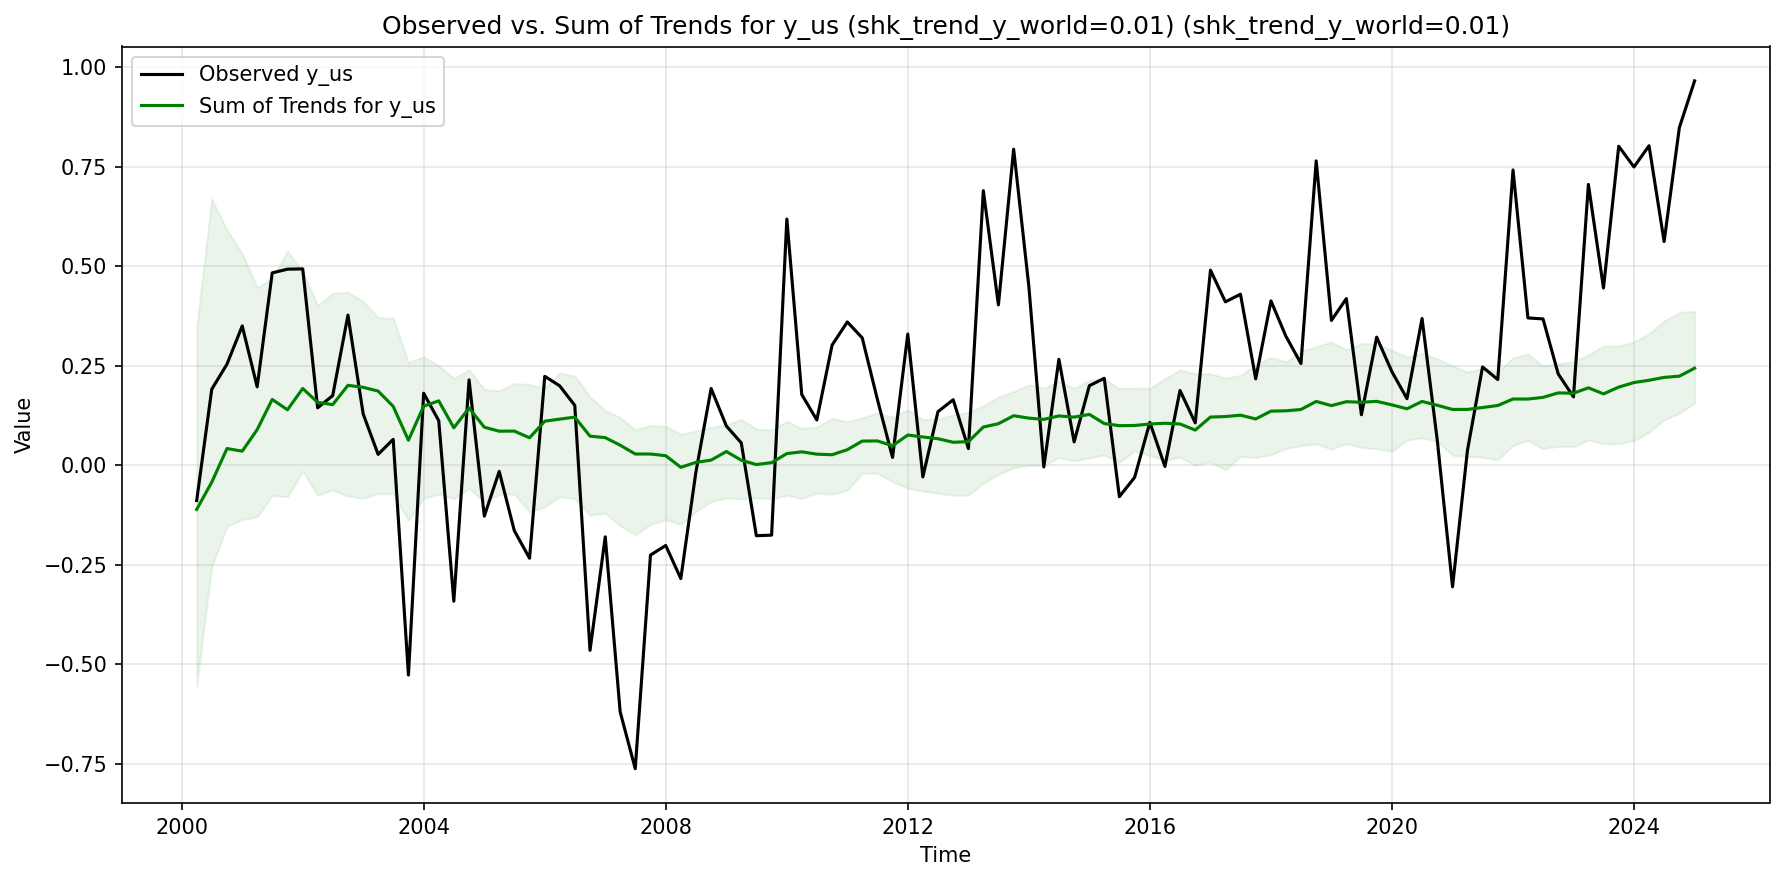 Observed vs. Sum of Trends for y_us (shk_trend_y_world=0.01) (shk_trend_y_world=0.01)
Observed y_us
Sum of Trends for y_us
Value
1.00
0.75
0.50
0.25
0.00
−0.25
−0.50
−0.75
2000 2004 2008 2012 2016 2020 2024
Time